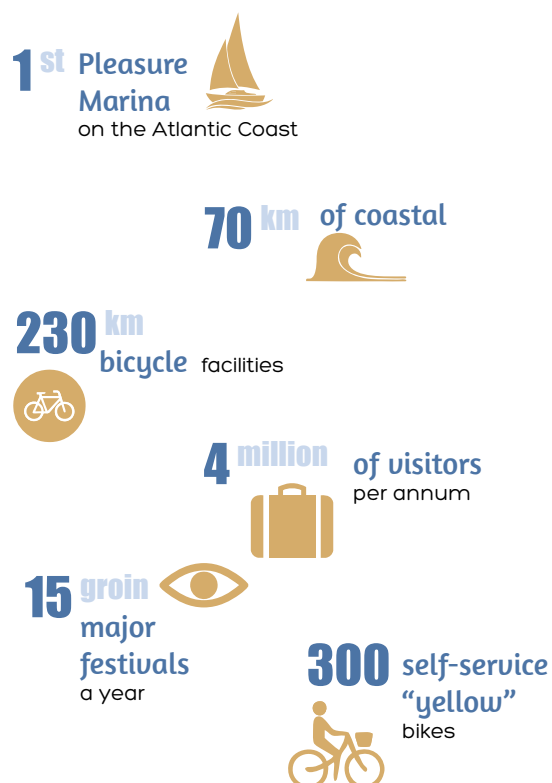 1st Pleasure
Marina
on the Atlantic Coast
70 km of coastal
230 km
bicycle facilities
4 million of visitors
per annum
15 groin
major
festivals
a year
300 self-service
“yellow”
bikes